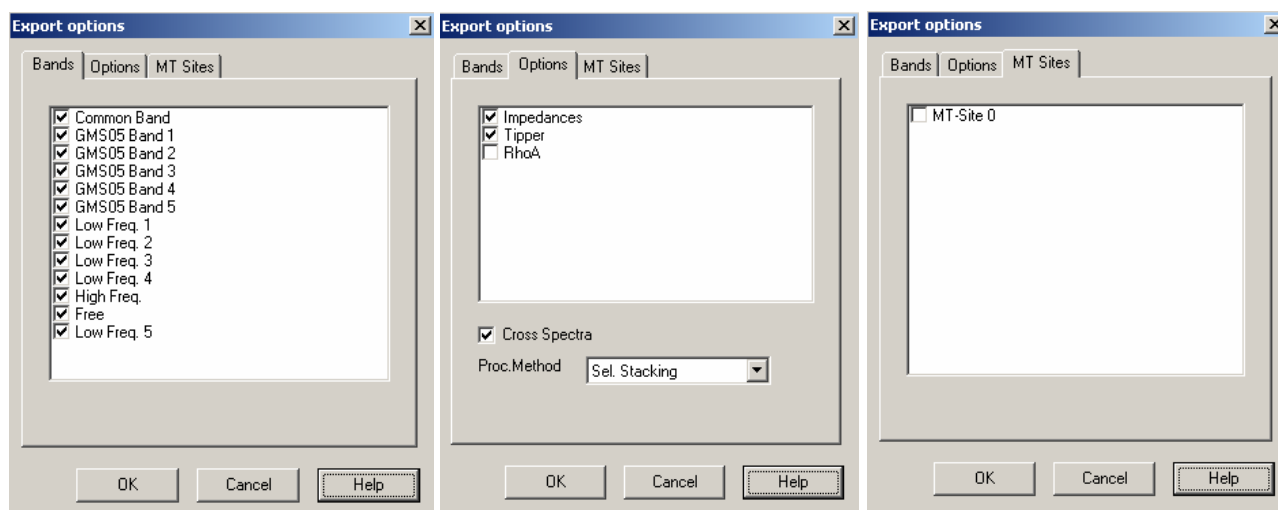 Export options
Bands Options MT Sites
Common Band
GMS05 Band 1
GMS05 Band 2
GMS05 Band 3
GMS05 Band 4
GMS05 Band 5
Low Freq. 1
Low Freq. 2
Low Freq. 3
Low Freq. 4
High Freq.
Free
Low Freq. 5
OK Cancel Help
Export options
Bands Options MT Sites
Impedances
Tipper
RhoA
Cross Spectra
Proc.Method Sel. Stacking
OK Cancel Help
Export options
Bands Options MT Sites
MT-Site 0
OK Cancel Help